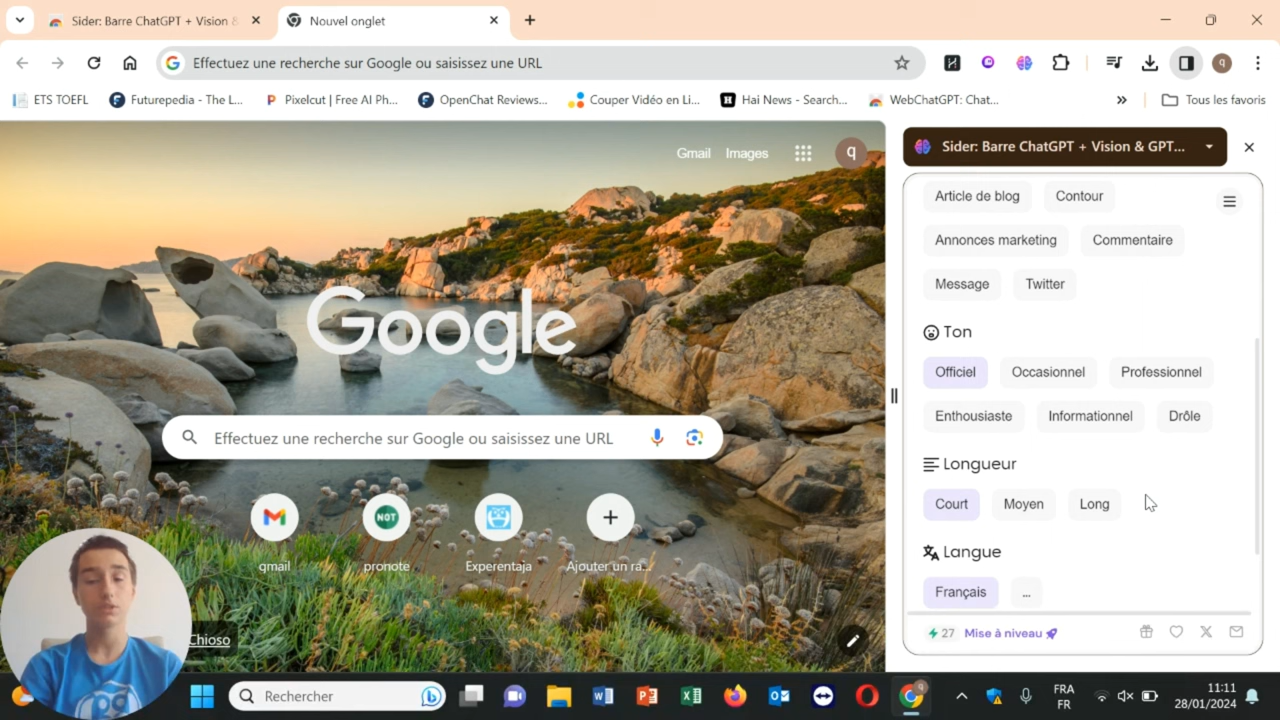 Sider: Barre ChatGPT + Vision &
Nouvel onglet
Effectuez une recherche sur Google ou saisissez une URL
q
ETS TOEFL
Futurepedia - The L...
Pixelcut | Free AI Ph...
OpenChat Reviews...
Couper Vidéo en Li...
Hai News - Search...
WebChatGPT: Chat...
Tous les favoris
Gmail
Images
q
Google
Effectuez une recherche sur Google ou saisissez une URL
NOT
qmail
pronote
Experentaja
Ajouter un ra...
Chioso
Sider: Barre ChatGPT + Vision & GPT...
Article de blog
Contour
Annonces marketing
Commentaire
Message
Twitter
Ton
Officiel
Occasionnel
Professionnel
Enthousiaste
Informationnel
Drôle
Longueur
Court
Moyen
Long
Langue
Français
...
27
Mise à niveau
Rechercher
FRA
FR
11:11
28/01/2024